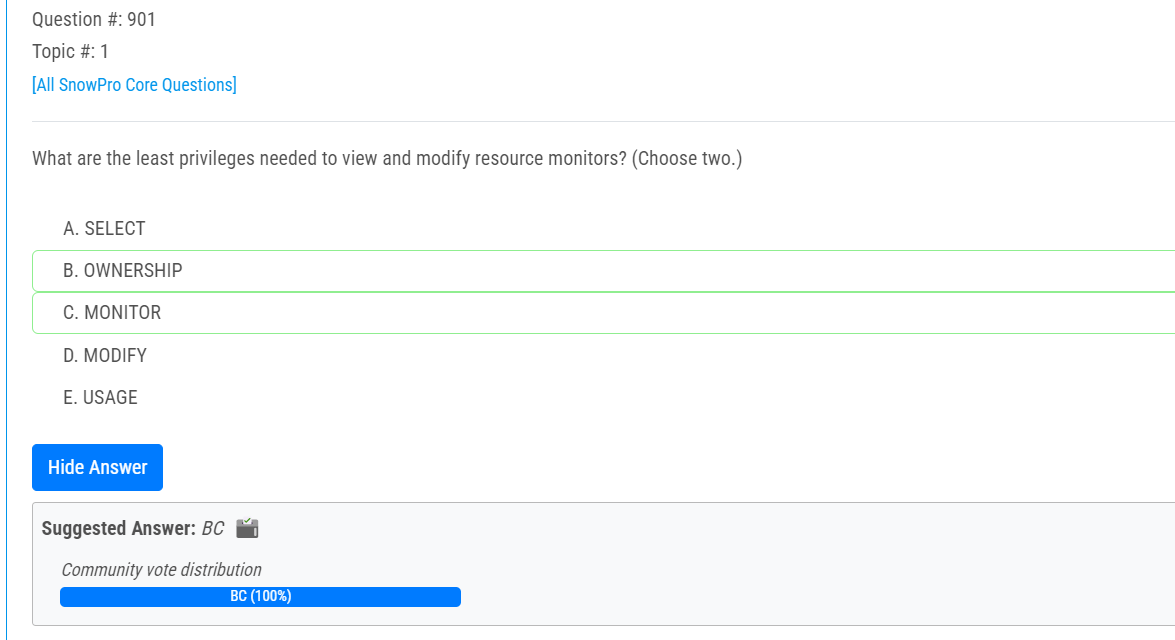 Question #: 901
Topic #: 1
[All SnowPro Core Questions]
What are the least privileges needed to view and modify resource monitors? (Choose two.)
A. SELECT
B. OWNERSHIP
C. MONITOR
D. MODIFY
E. USAGE
Hide Answer
Suggested Answer: BC
Community vote distribution
BC (100%)